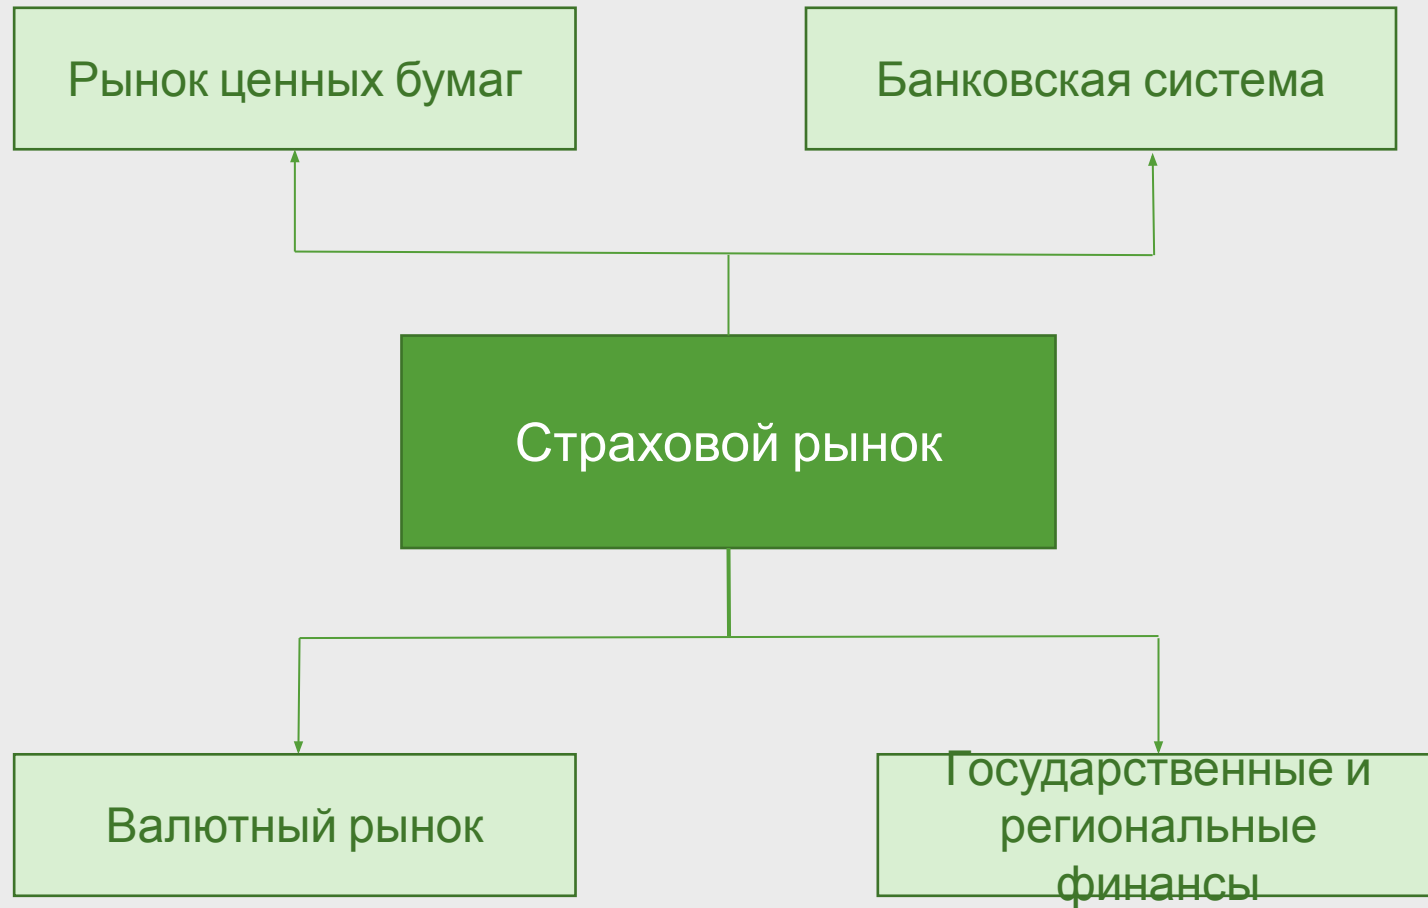 Рынок ценных бумаг
Банковская система
Страховой рынок
Валютный рынок
Государственные и
региональные
финансы